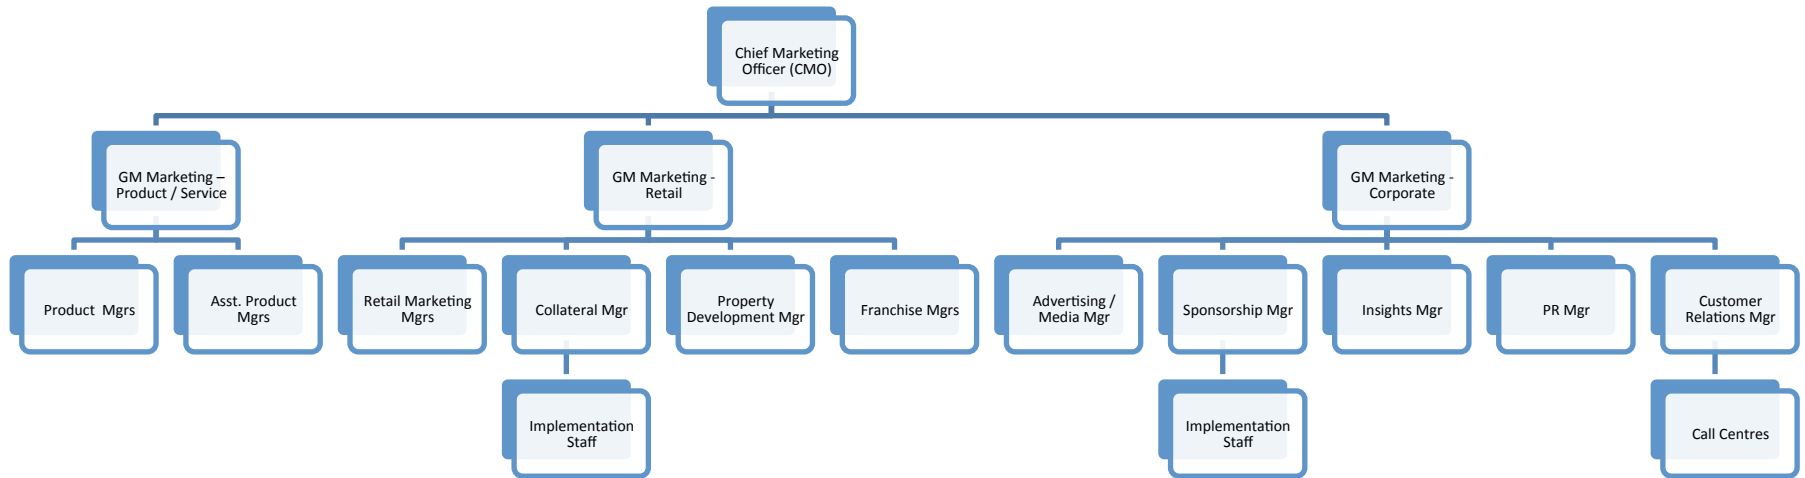 Chief Marketing
Officer (CMO)
GM Marketing –
Product / Service
GM Marketing -
Retail
GM Marketing -
Corporate
Product  Mgrs
Asst. Product
Mgrs
Retail Marketing
Mgrs
Collateral Mgr
Property
Development Mgr
Franchise Mgrs
Advertising /
Media Mgr
Sponsorship Mgr
Insights Mgr
PR Mgr
Customer
Relations Mgr
Implementation
Staff
Implementation
Staff
Call Centres